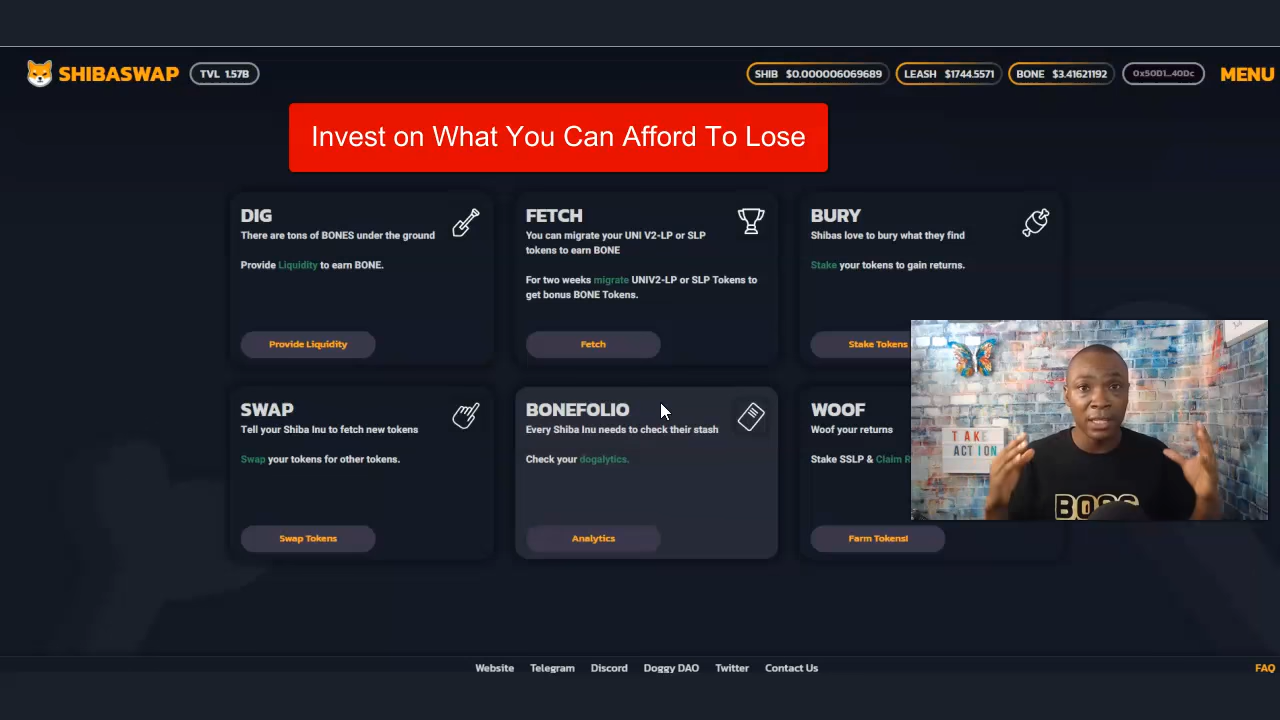 SHIBASWAP
TVL 1.57B
SHIB $0.000006069689
LEASH $1744.5571
BONE $3.41621192
0x50D1...40Dc
MENU
Invest on What You Can Afford To Lose
DIG
There are tons of BONES under the ground
Provide Liquidity to earn BONE.
Provide Liquidity
FETCH
You can migrate your UNI V2-LP or SLP
tokens to earn BONE
For two weeks migrate UNIV2-LP or SLP Tokens to
get bonus BONE Tokens.
Fetch
BURY
Shibas love to bury what they find
Stake your tokens to gain returns.
Stake Tokens
SWAP
Tell your Shiba Inu to fetch new tokens
Swap your tokens for other tokens.
Swap Tokens
BONEFOLIO
Every Shiba Inu needs to check their stash
Check your dogalytics.
Analytics
WOOF
Woof your returns
Stake SSLP & Claim
Farm Tokens!
TAKE
ACTION
BOSS
Website Telegram Discord Doggy DAO Twitter Contact Us
FAQ